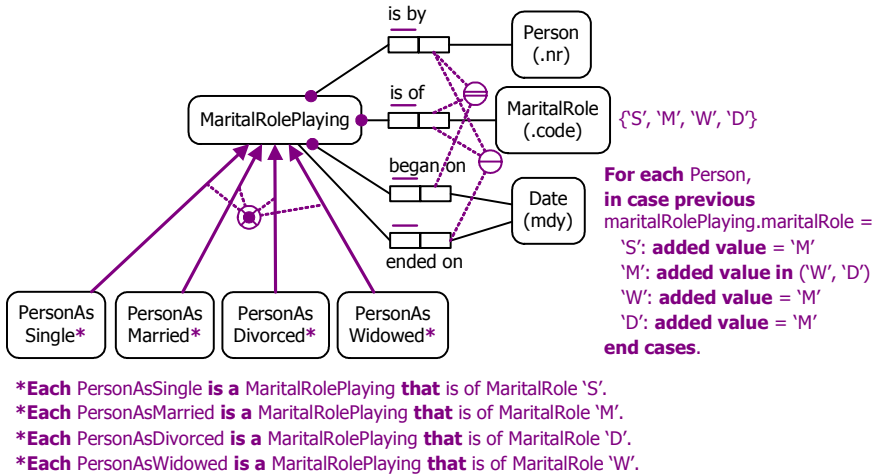 is by
Person
(.nr)
is of
MaritalRolePlaying
MaritalRole
(.code)
{‘S’, ‘M’, ‘W’, ‘D’}
began on
Date
(mdy)
ended on
For each Person,
in case previous
maritalRolePlaying.maritalRole =
‘S’: added value = ‘M’
‘M’: added value in (‘W’, ‘D’)
‘W’: added value = ‘M’
‘D’: added value = ‘M’
end cases.
PersonAs
Single*
PersonAs
Married*
PersonAs
Divorced*
PersonAs
Widowed*
*Each PersonAsSingle is a MaritalRolePlaying that is of MaritalRole ‘S’.
*Each PersonAsMarried is a MaritalRolePlaying that is of MaritalRole ‘M’.
*Each PersonAsDivorced is a MaritalRolePlaying that is of MaritalRole ‘D’.
*Each PersonAsWidowed is a MaritalRolePlaying that is of MaritalRole ‘W’.